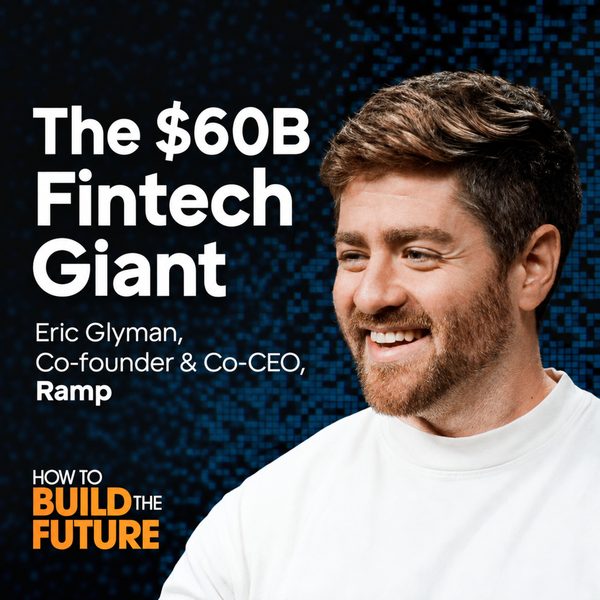 The $60B
Fintech
Giant
Eric Glyman,
Co-founder & Co-CEO,
Ramp
HOW TO
BUILD THE
FUTURE